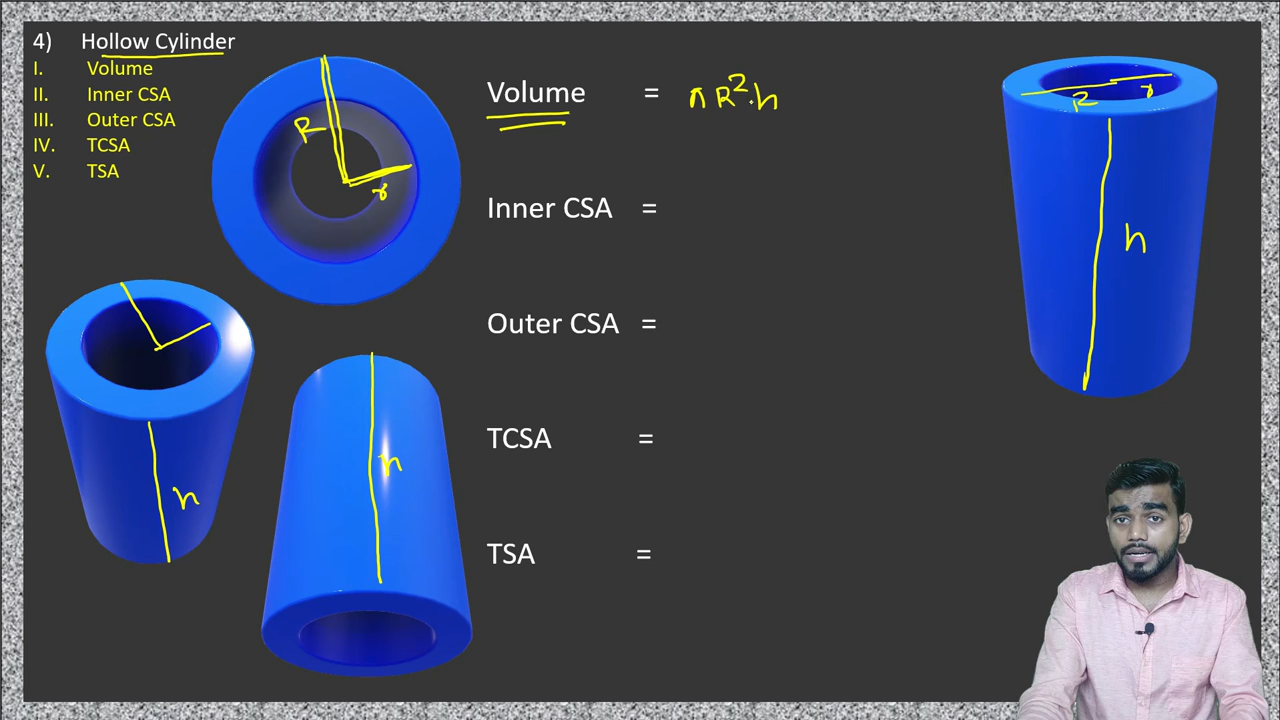 4) Hollow Cylinder
I. Volume
II. Inner CSA
III. Outer CSA
IV. TCSA
V. TSA
R
r
Volume = π R²·h
Inner CSA =
Outer CSA =
TCSA =
TSA =
R r
h
h
h